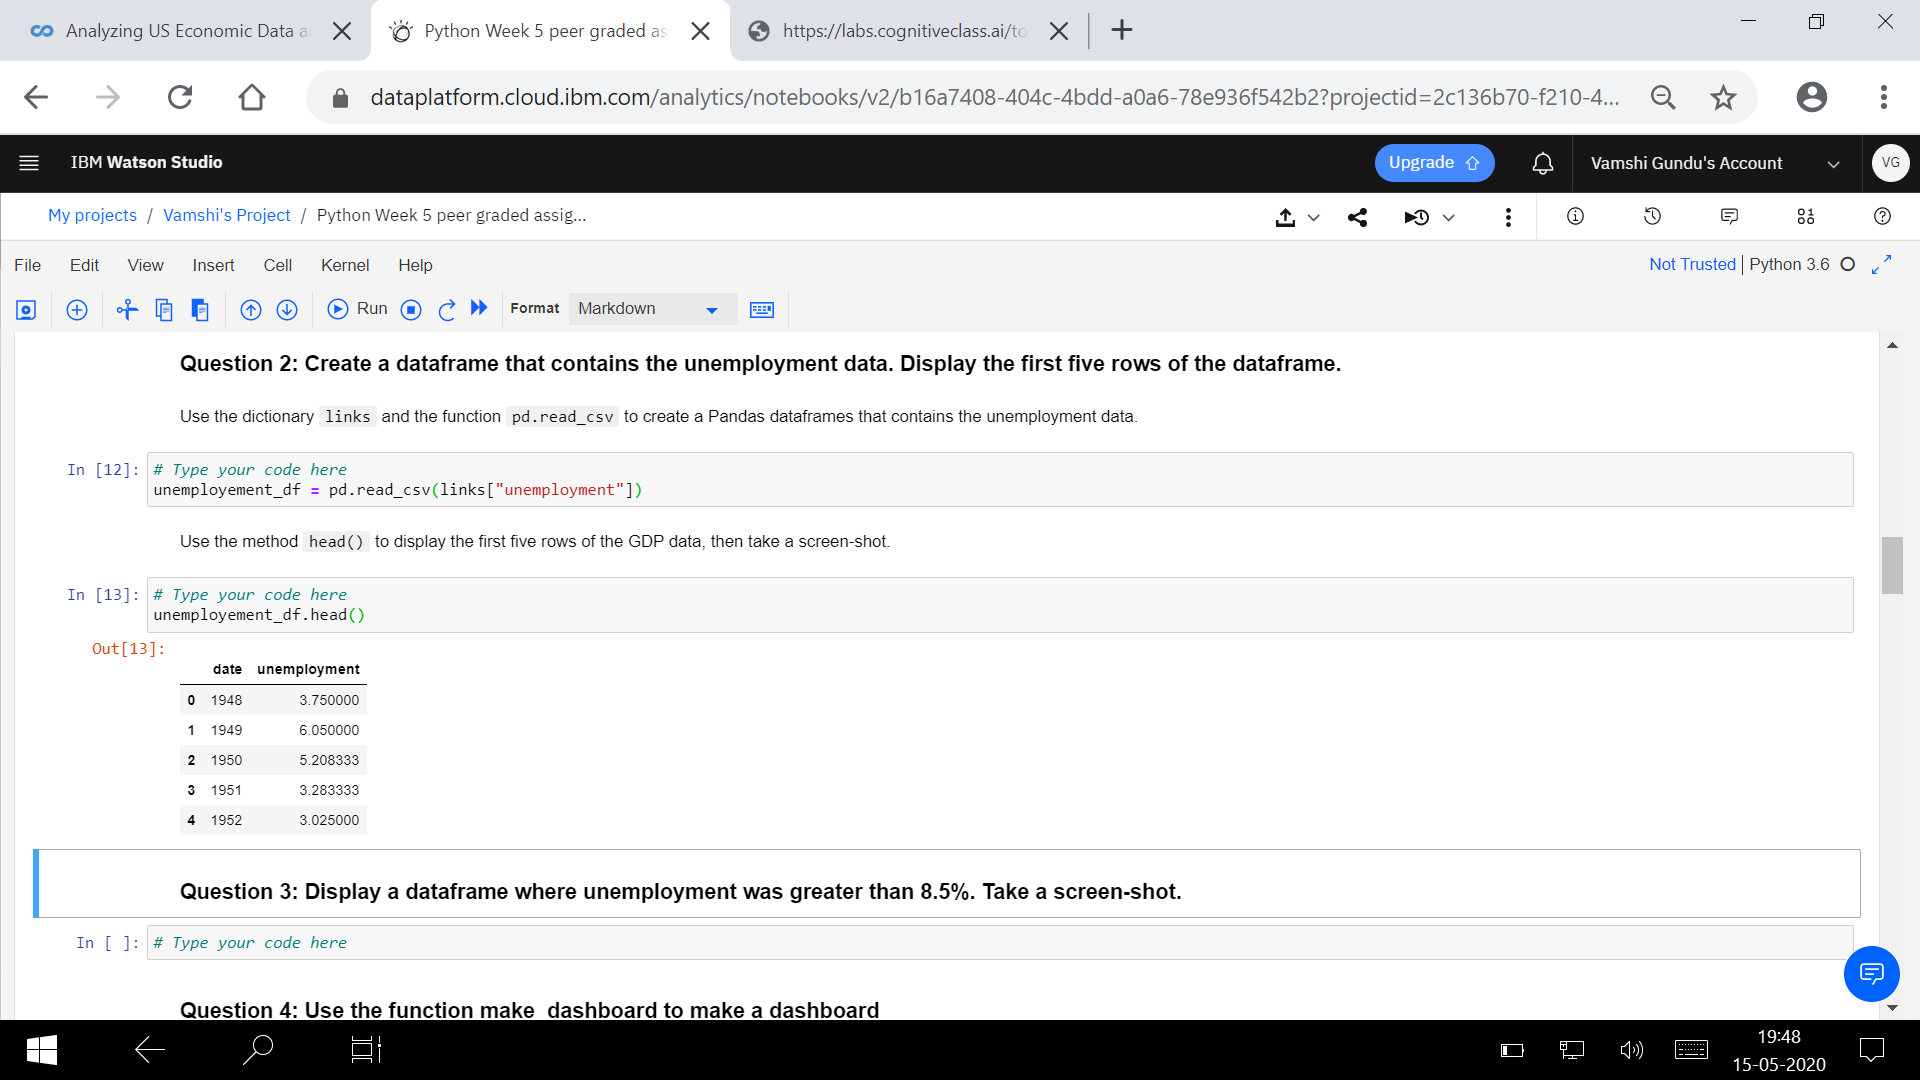 Analyzing US Economic Data a
Python Week 5 peer graded as
https://labs.cognitiveclass.ai/to
dataplatform.cloud.ibm.com/analytics/notebooks/v2/b16a7408-404c-4bdd-a0a6-78e936f542b2?projectid=2c136b70-f210-4...
IBM Watson Studio
Upgrade
Vamshi Gundu's Account
VG
My projects / Vamshi's Project / Python Week 5 peer graded assig...
File Edit View Insert Cell Kernel Help
Not Trusted | Python 3.6
Run
Format
Markdown
Question 2: Create a dataframe that contains the unemployment data. Display the first five rows of the dataframe.
Use the dictionary links and the function pd.read_csv to create a Pandas dataframes that contains the unemployment data.
In [12]: # Type your code here
unemployement_df = pd.read_csv(links["unemployment"])
Use the method head() to display the first five rows of the GDP data, then take a screen-shot.
In [13]: # Type your code here
unemployement_df.head()
Out[13]:
date unemployment
0 1948 3.750000
1 1949 6.050000
2 1950 5.208333
3 1951 3.283333
4 1952 3.025000
Question 3: Display a dataframe where unemployment was greater than 8.5%. Take a screen-shot.
In [ ]: # Type your code here
Question 4: Use the function make_dashboard to make a dashboard
19:48
15-05-2020